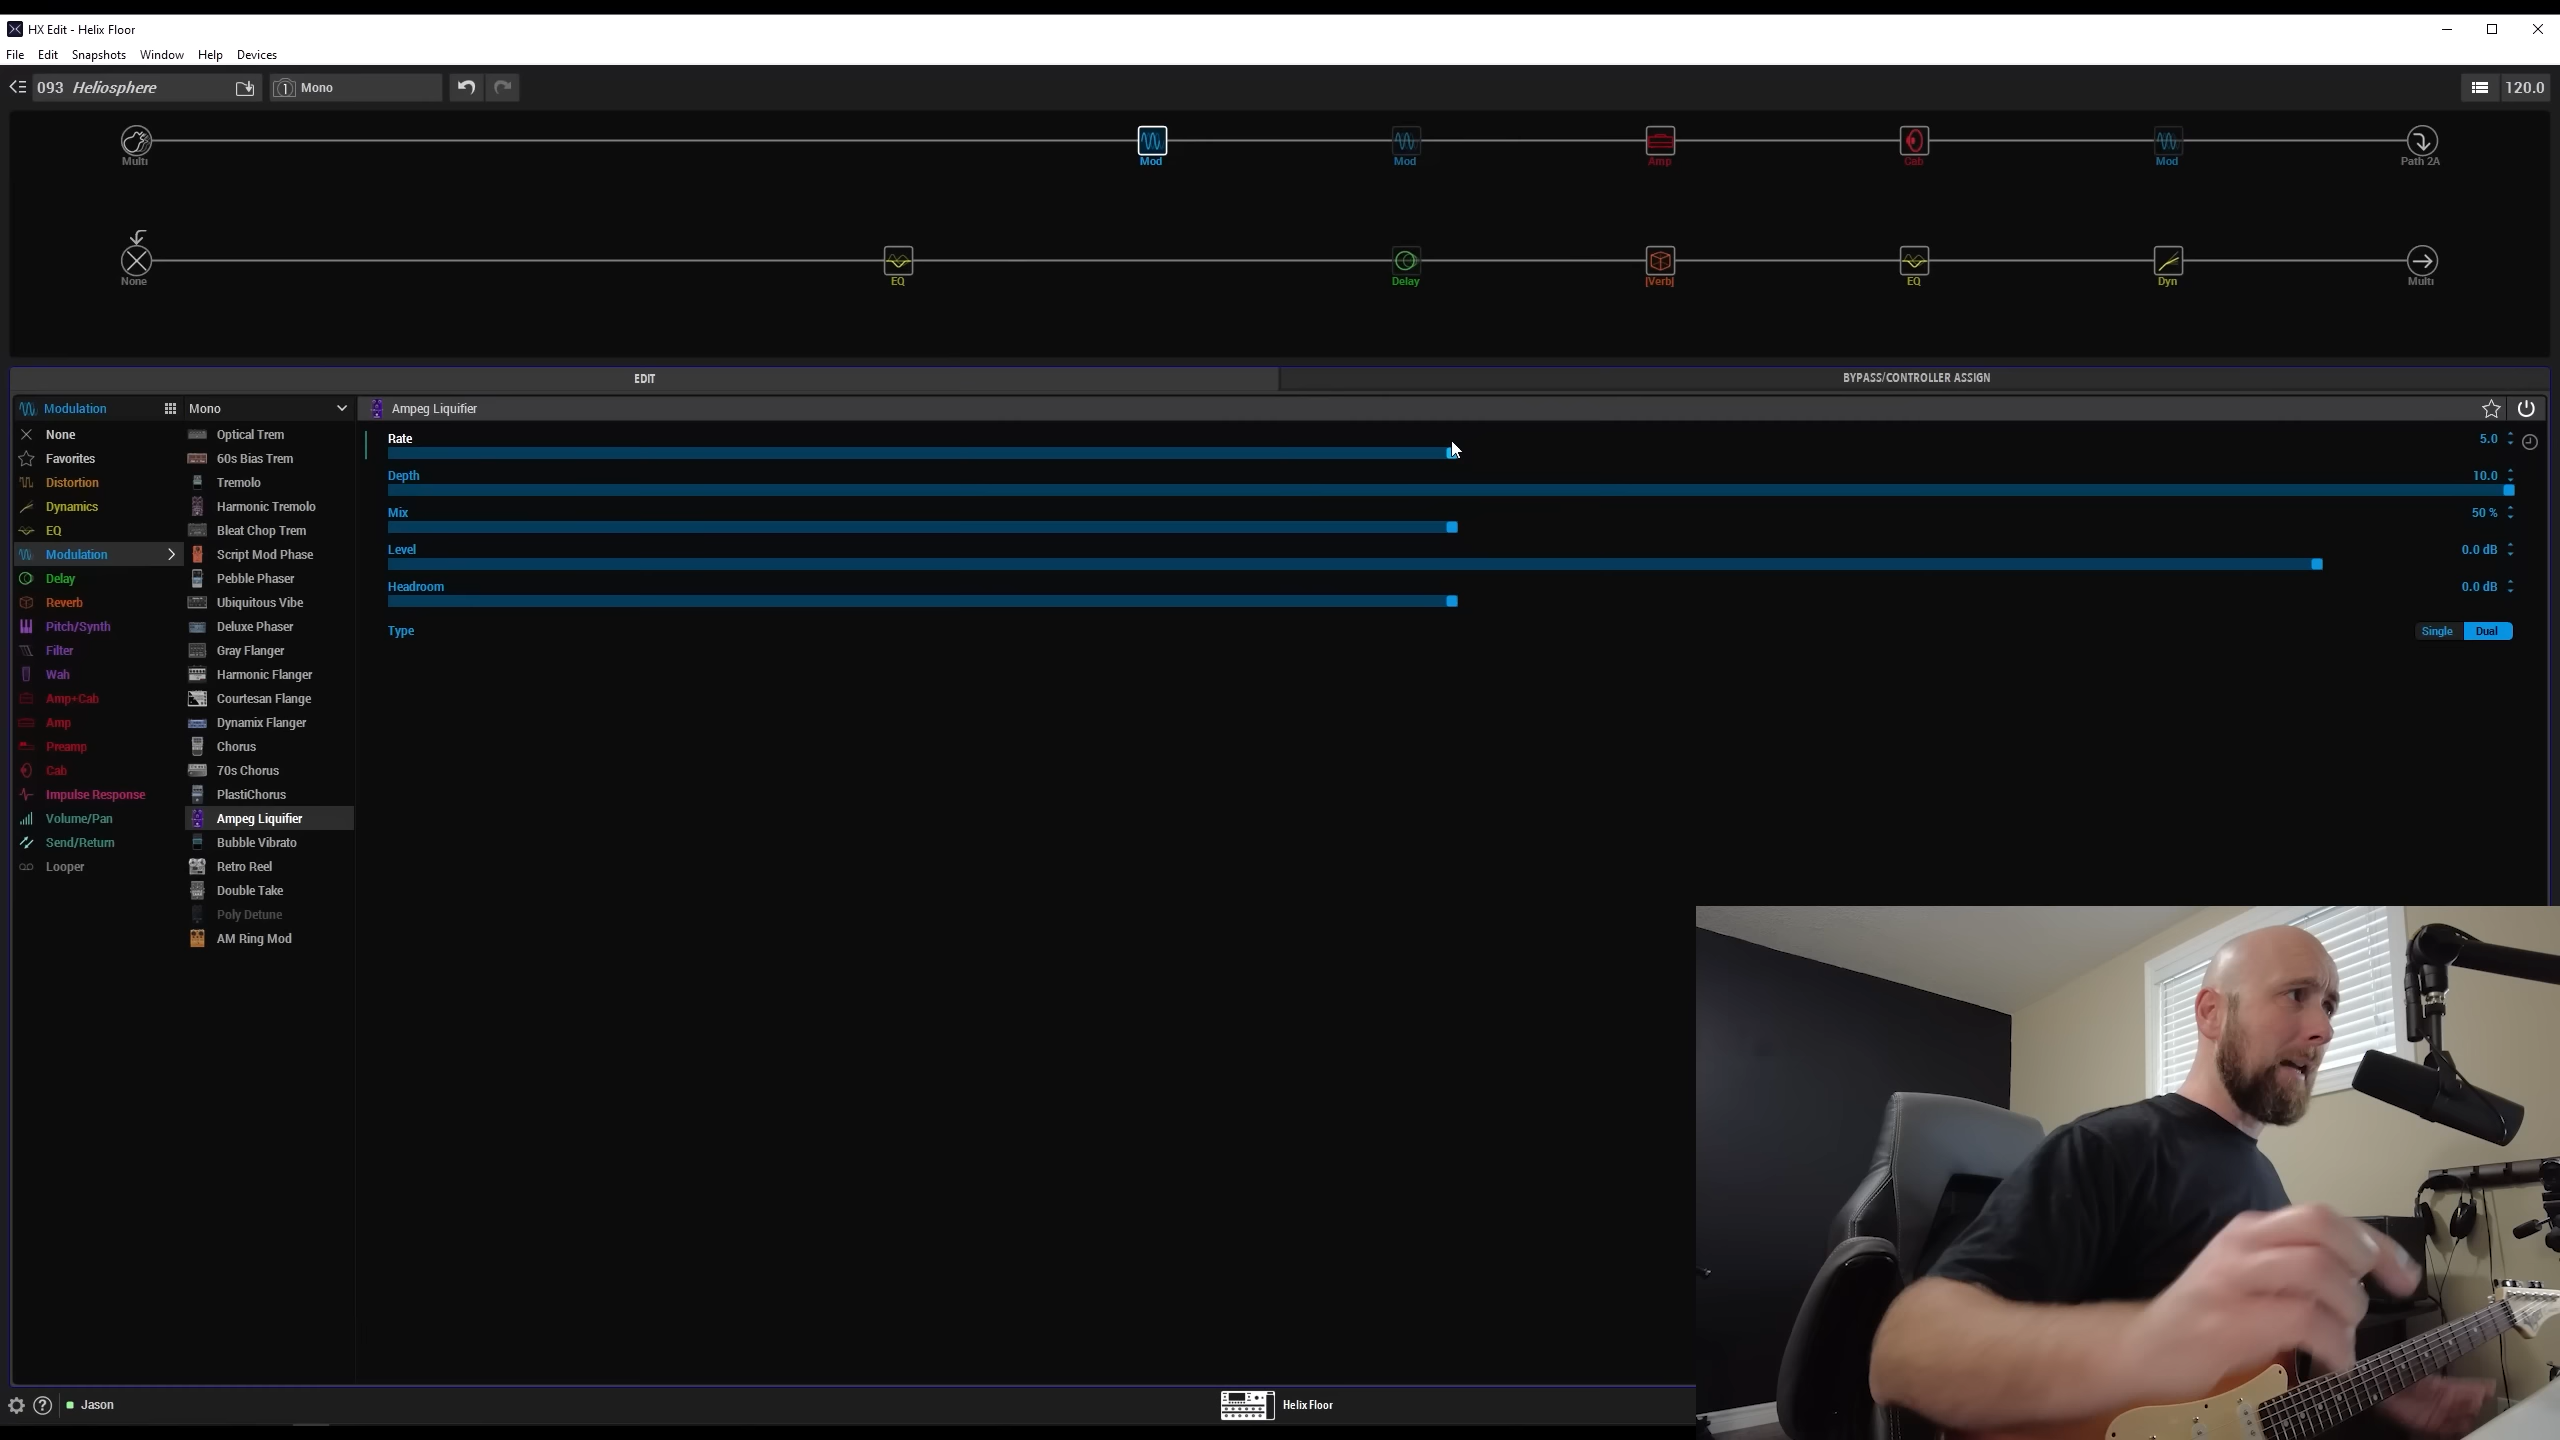 HX Edit - Helix Floor
File Edit Snapshots Window Help Devices
093 Heliosphere 1 Mono 120.0
Multi Mod Mod Amp Cab Mod Path 2A
None EQ Delay [Verb] EQ Dyn Multi
EDIT BYPASS/CONTROLLER ASSIGN
Modulation Mono Ampeg Liquifier
None
Favorites
Distortion
Dynamics
EQ
Modulation
Delay
Reverb
Pitch/Synth
Filter
Wah
Amp+Cab
Amp
Preamp
Cab
Impulse Response
Volume/Pan
Send/Return
Looper
Optical Trem
60s Bias Trem
Tremolo
Harmonic Tremolo
Bleat Chop Trem
Script Mod Phase
Pebble Phaser
Ubiquitous Vibe
Deluxe Phaser
Gray Flanger
Harmonic Flanger
Courtesan Flange
Dynamix Flanger
Chorus
70s Chorus
PlastiChorus
Ampeg Liquifier
Bubble Vibrato
Retro Reel
Double Take
Poly Detune
AM Ring Mod
Rate 5.0
Depth 10.0
Mix 50 %
Level 0.0 dB
Headroom 0.0 dB
Type Single Dual
Jason Helix Floor